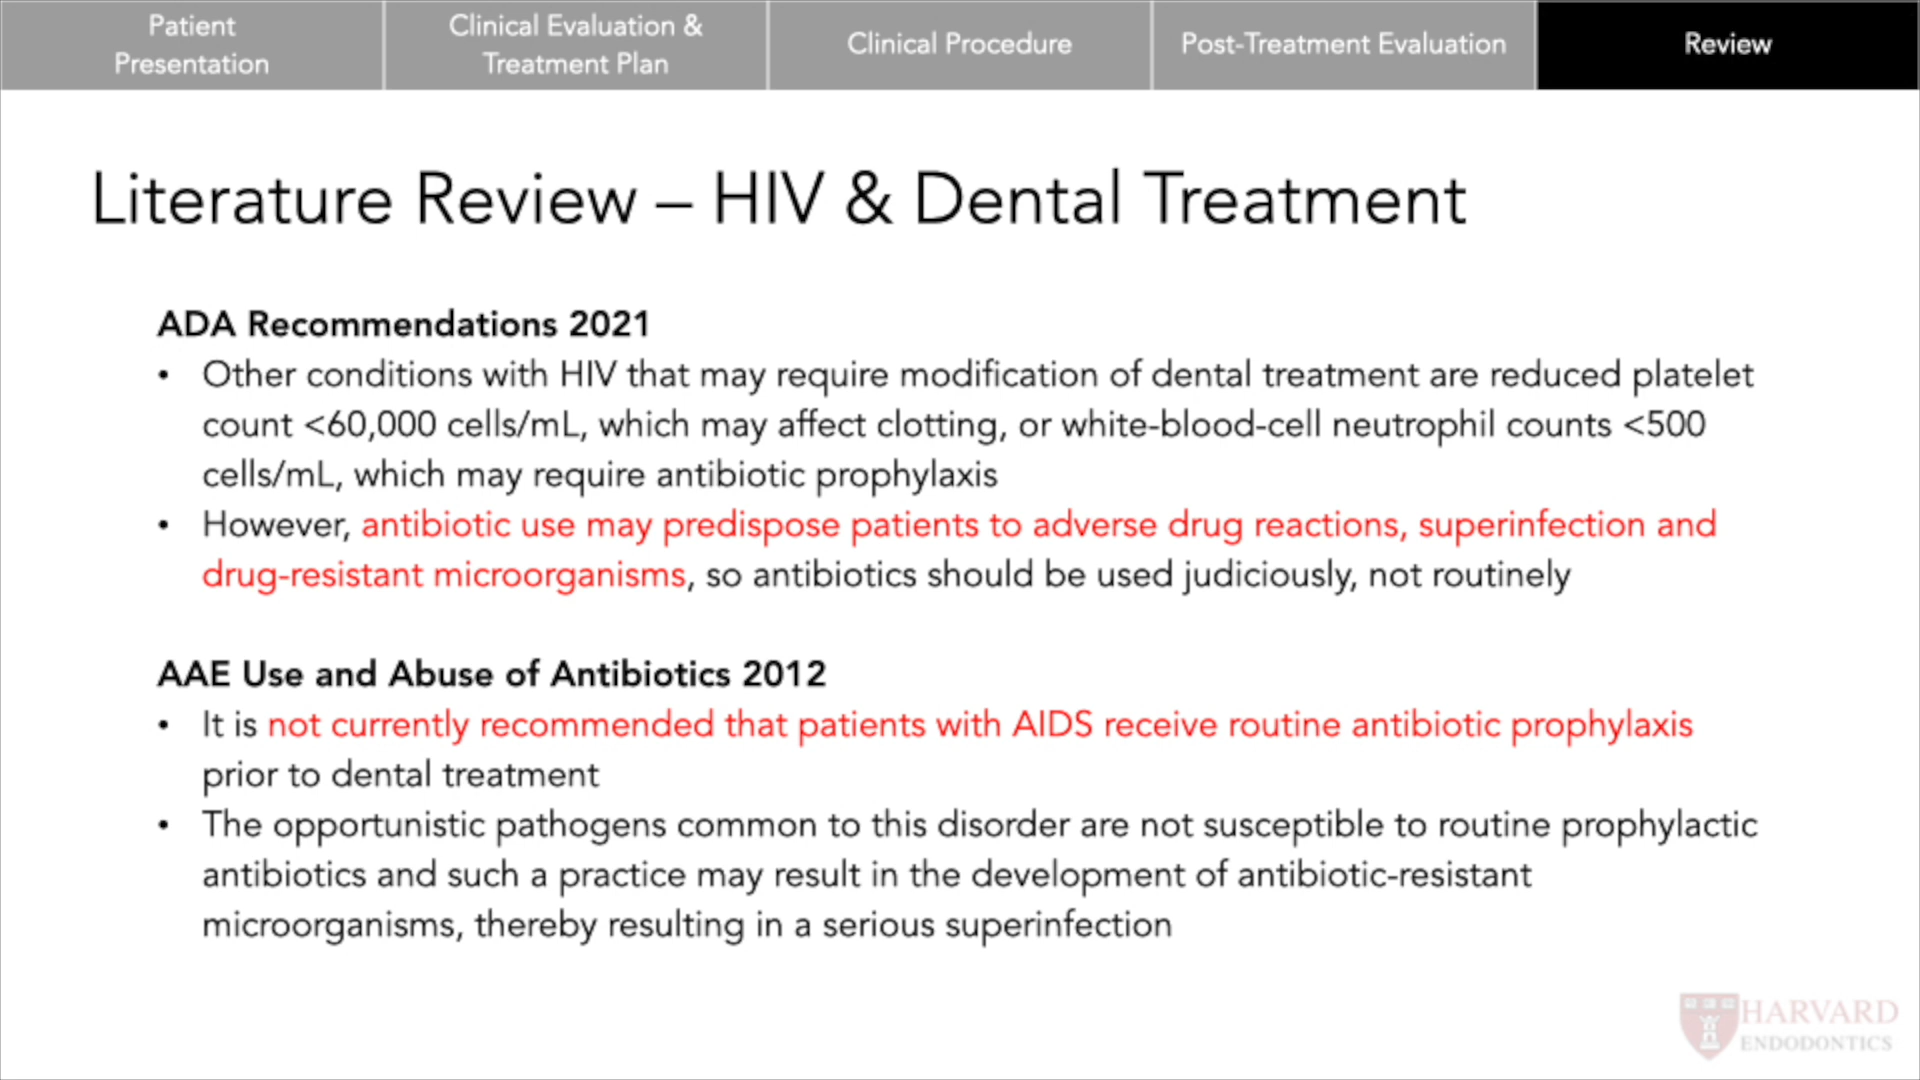 Patient
Presentation
Clinical Evaluation &
Treatment Plan
Clinical Procedure
Post-Treatment Evaluation
Review
Literature Review – HIV & Dental Treatment
ADA Recommendations 2021
• Other conditions with HIV that may require modification of dental treatment are reduced platelet
count <60,000 cells/mL, which may affect clotting, or white-blood-cell neutrophil counts <500
cells/mL, which may require antibiotic prophylaxis
• However, antibiotic use may predispose patients to adverse drug reactions, superinfection and
drug-resistant microorganisms, so antibiotics should be used judiciously, not routinely
AAE Use and Abuse of Antibiotics 2012
• It is not currently recommended that patients with AIDS receive routine antibiotic prophylaxis
prior to dental treatment
• The opportunistic pathogens common to this disorder are not susceptible to routine prophylactic
antibiotics and such a practice may result in the development of antibiotic-resistant
microorganisms, thereby resulting in a serious superinfection
HARVARD
ENDODONTICS